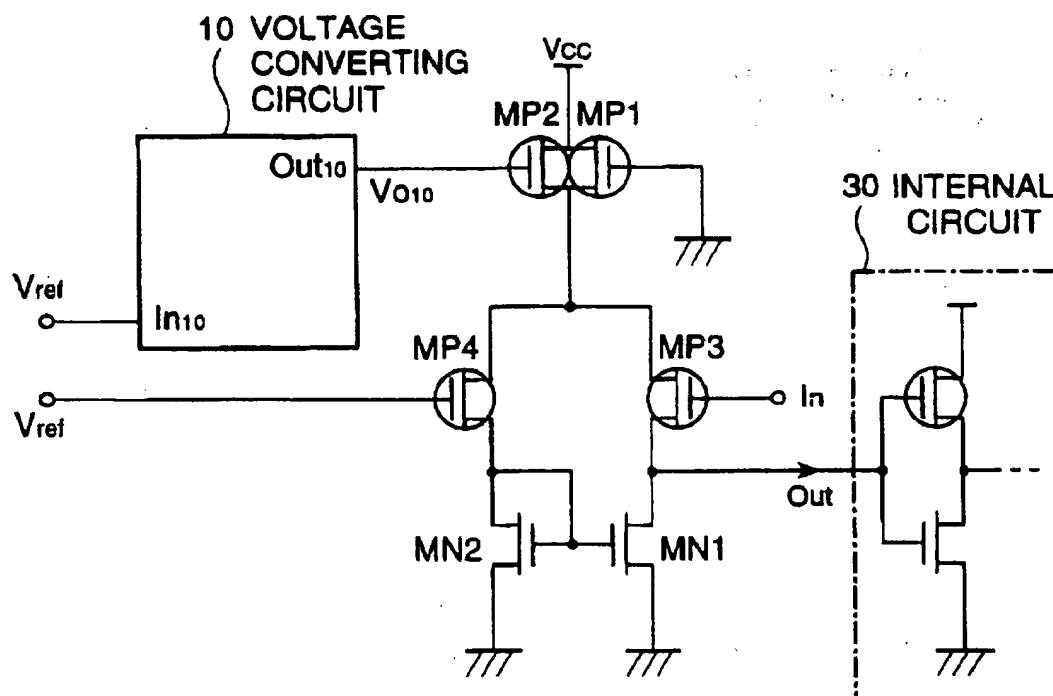 10 VOLTAGE
CONVERTING
CIRCUIT
Vcc
MP2 MP1
Out10
VO10
30 INTERNAL
CIRCUIT
Vref
In10
MP4
MP3
In
Vref
Out
MN2
MN1